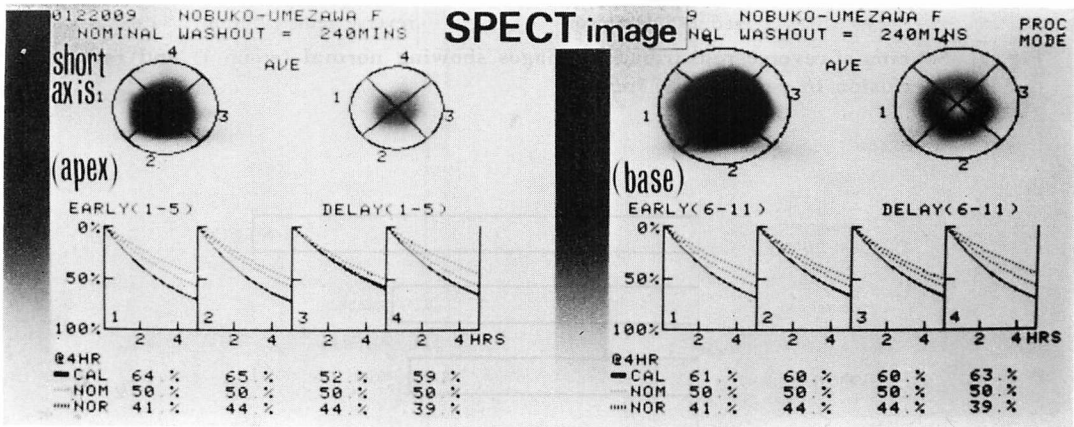 SPECT image
0122009 NOBUKO-UMEZAWA F
NOMINAL WASHOUT = 240MINS
short axis
AVE
4
1
3
2
4
1
3
2
(apex)
EARLY(1-5) DELAY(1-5)
0%
50%
100%
1 2 3 4
2 4 2 4 2 4 2 4 HRS
@4HR
CAL 64.% 65.% 52.% 59.%
NOM 50.% 50.% 50.% 50.%
NOR 41.% 44.% 44.% 39.%
9 NOBUKO-UMEZAWA F
NAL WASHOUT = 240MINS
PROC
MODE
AVE
4
1
3
2
4
1
3
2
(base)
EARLY(6-11) DELAY(6-11)
0%
50%
100%
1 2 3 4
2 4 2 4 2 4 2 4 HRS
@4HR
CAL 61.% 60.% 60.% 63.%
NOM 50.% 50.% 50.% 50.%
NOR 41.% 44.% 44.% 39.%